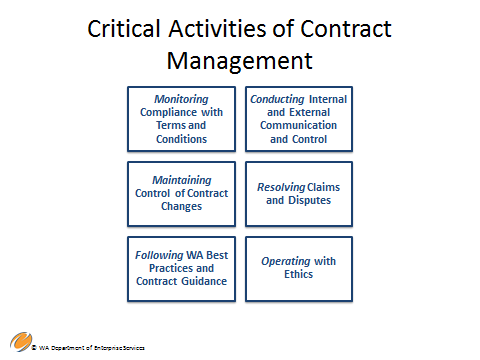 Critical Activities of Contract
Management
Monitoring
Compliance with
Terms and
Conditions
Conducting Internal
and External
Communication
and Control
Maintaining
Control of Contract
Changes
Resolving Claims
and Disputes
Following WA Best
Practices and
Contract Guidance
Operating with
Ethics
© WA Department of Enterprise Services